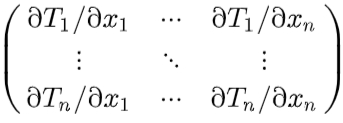 ∂T₁/∂x₁ ⋯ ∂T₁/∂xₙ
⋮ ⋱ ⋮
∂Tₙ/∂x₁ ⋯ ∂Tₙ/∂xₙ